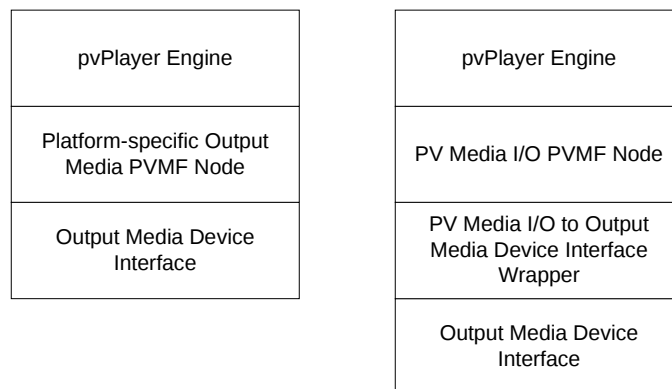 pvPlayer Engine
Platform-specific Output
Media PVMF Node
Output Media Device
Interface
pvPlayer Engine
PV Media I/O PVMF Node
PV Media I/O to Output
Media Device Interface
Wrapper
Output Media Device
Interface